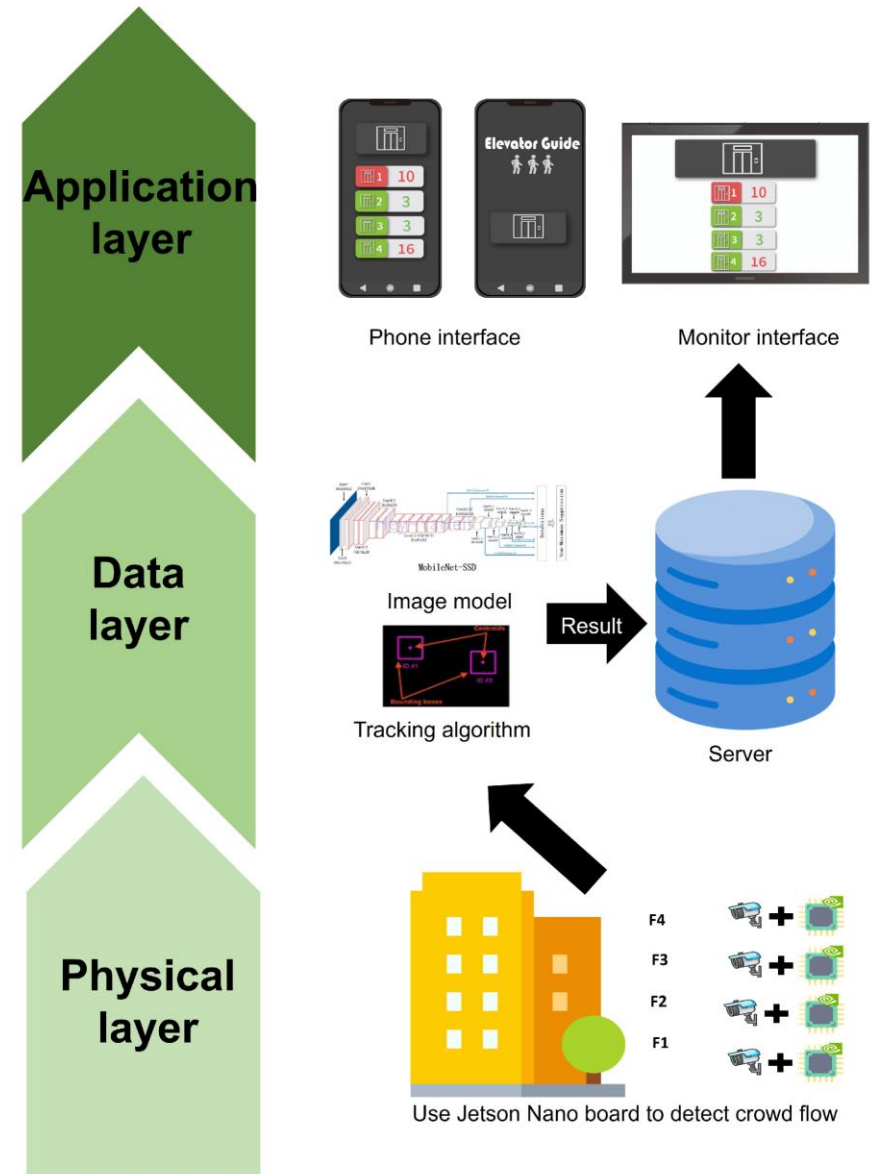 Application
layer
1 10
2 3
3 3
4 16
Elevator Guide
1 10
2 3
3 3
4 16
Phone interface
Monitor interface
Data
layer
MobileNet-SSD
Image model
Centroids
ID #1
ID #2
Bounding boxes
Tracking algorithm
Result
Server
Physical
layer
F4
F3
F2
F1
Use Jetson Nano board to detect crowd flow